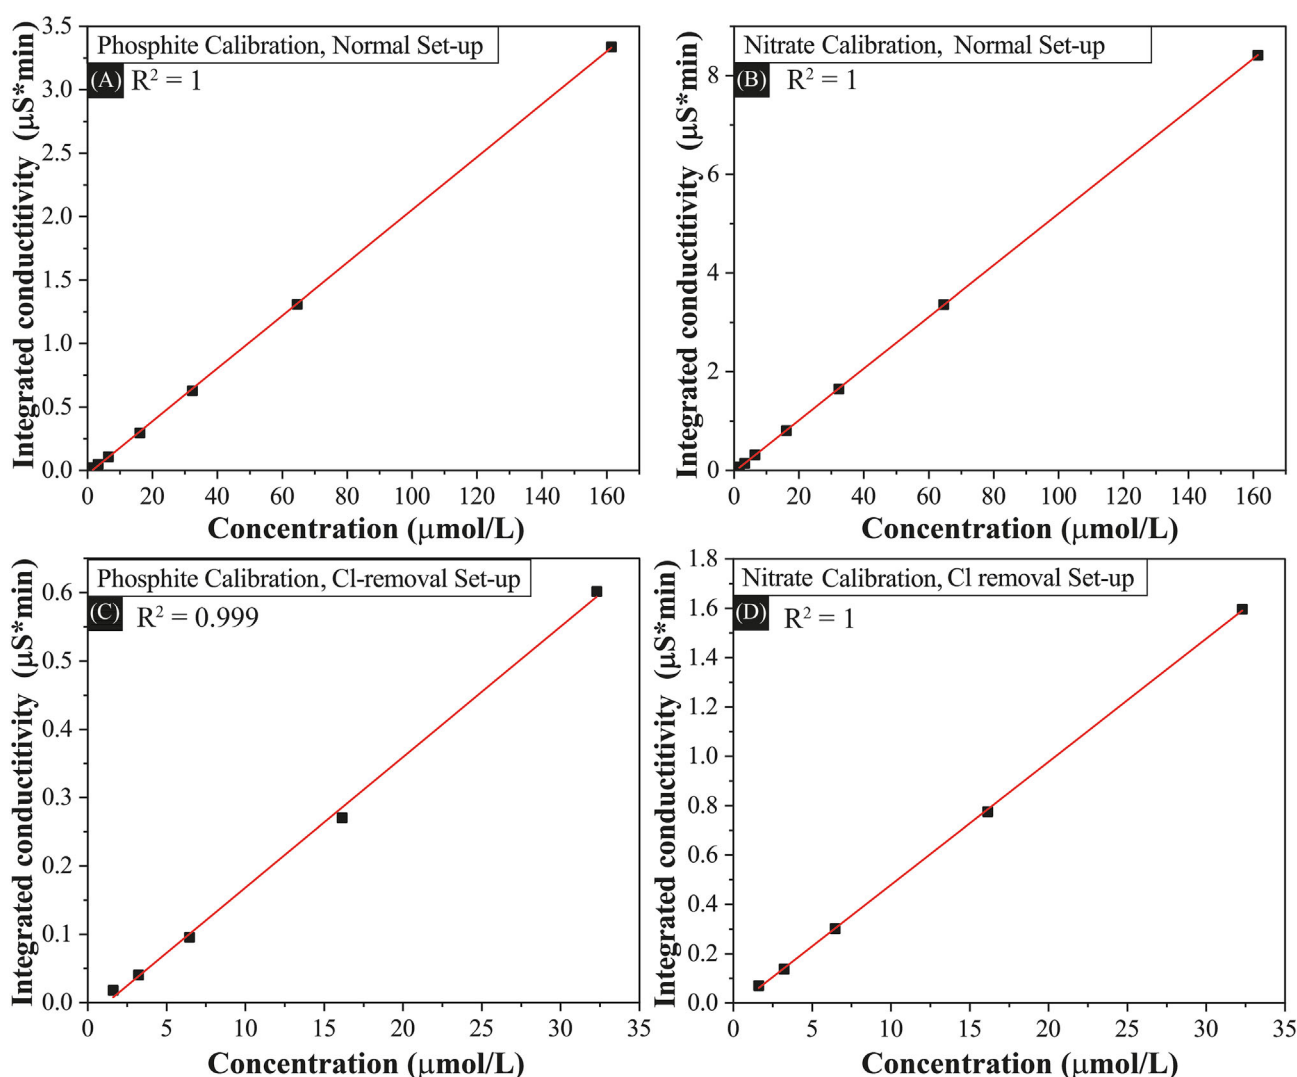 Phosphite Calibration, Normal Set-up
(A) R² = 1
Integrated conductitivity (μS*min)
3.5
3.0
2.5
2.0
1.5
1.0
0.5
0.0
0 20 40 60 80 100 120 140 160
Concentration (μmol/L)
Nitrate Calibration, Normal Set-up
(B) R² = 1
Integrated conductitivity (μS*min)
8
6
4
2
0
0 20 40 60 80 100 120 140 160
Concentration (μmol/L)
Phosphite Calibration, Cl-removal Set-up
(C) R² = 0.999
Integrated conductitivity (μS*min)
0.6
0.5
0.4
0.3
0.2
0.1
0.0
0 5 10 15 20 25 30 35
Concentration (μmol/L)
Nitrate Calibration, Cl removal Set-up
(D) R² = 1
Integrated conductitivity (μS*min)
1.8
1.6
1.4
1.2
1.0
0.8
0.6
0.4
0.2
0.0
0 5 10 15 20 25 30 35
Concentration (μmol/L)